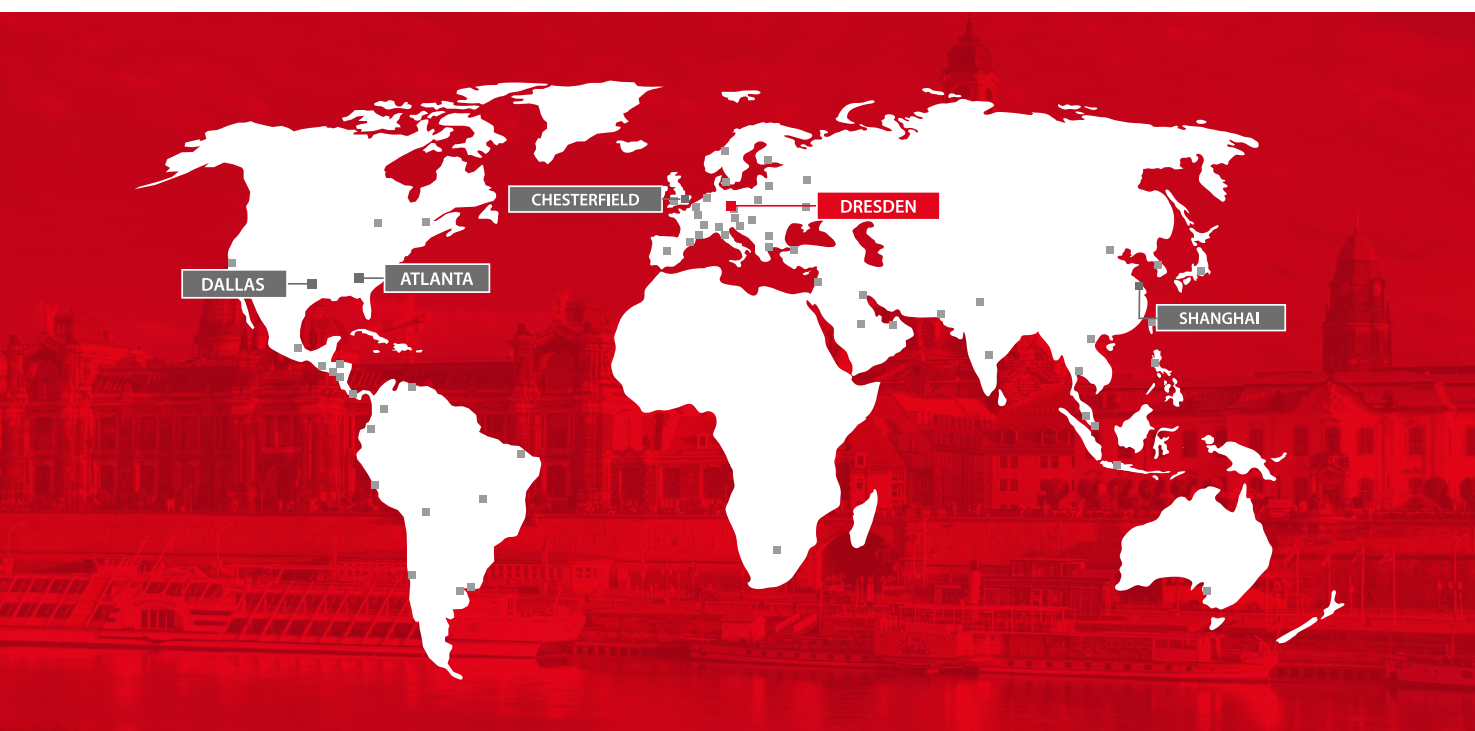 CHESTERFIELD
DRESDEN
DALLAS
ATLANTA
SHANGHAI